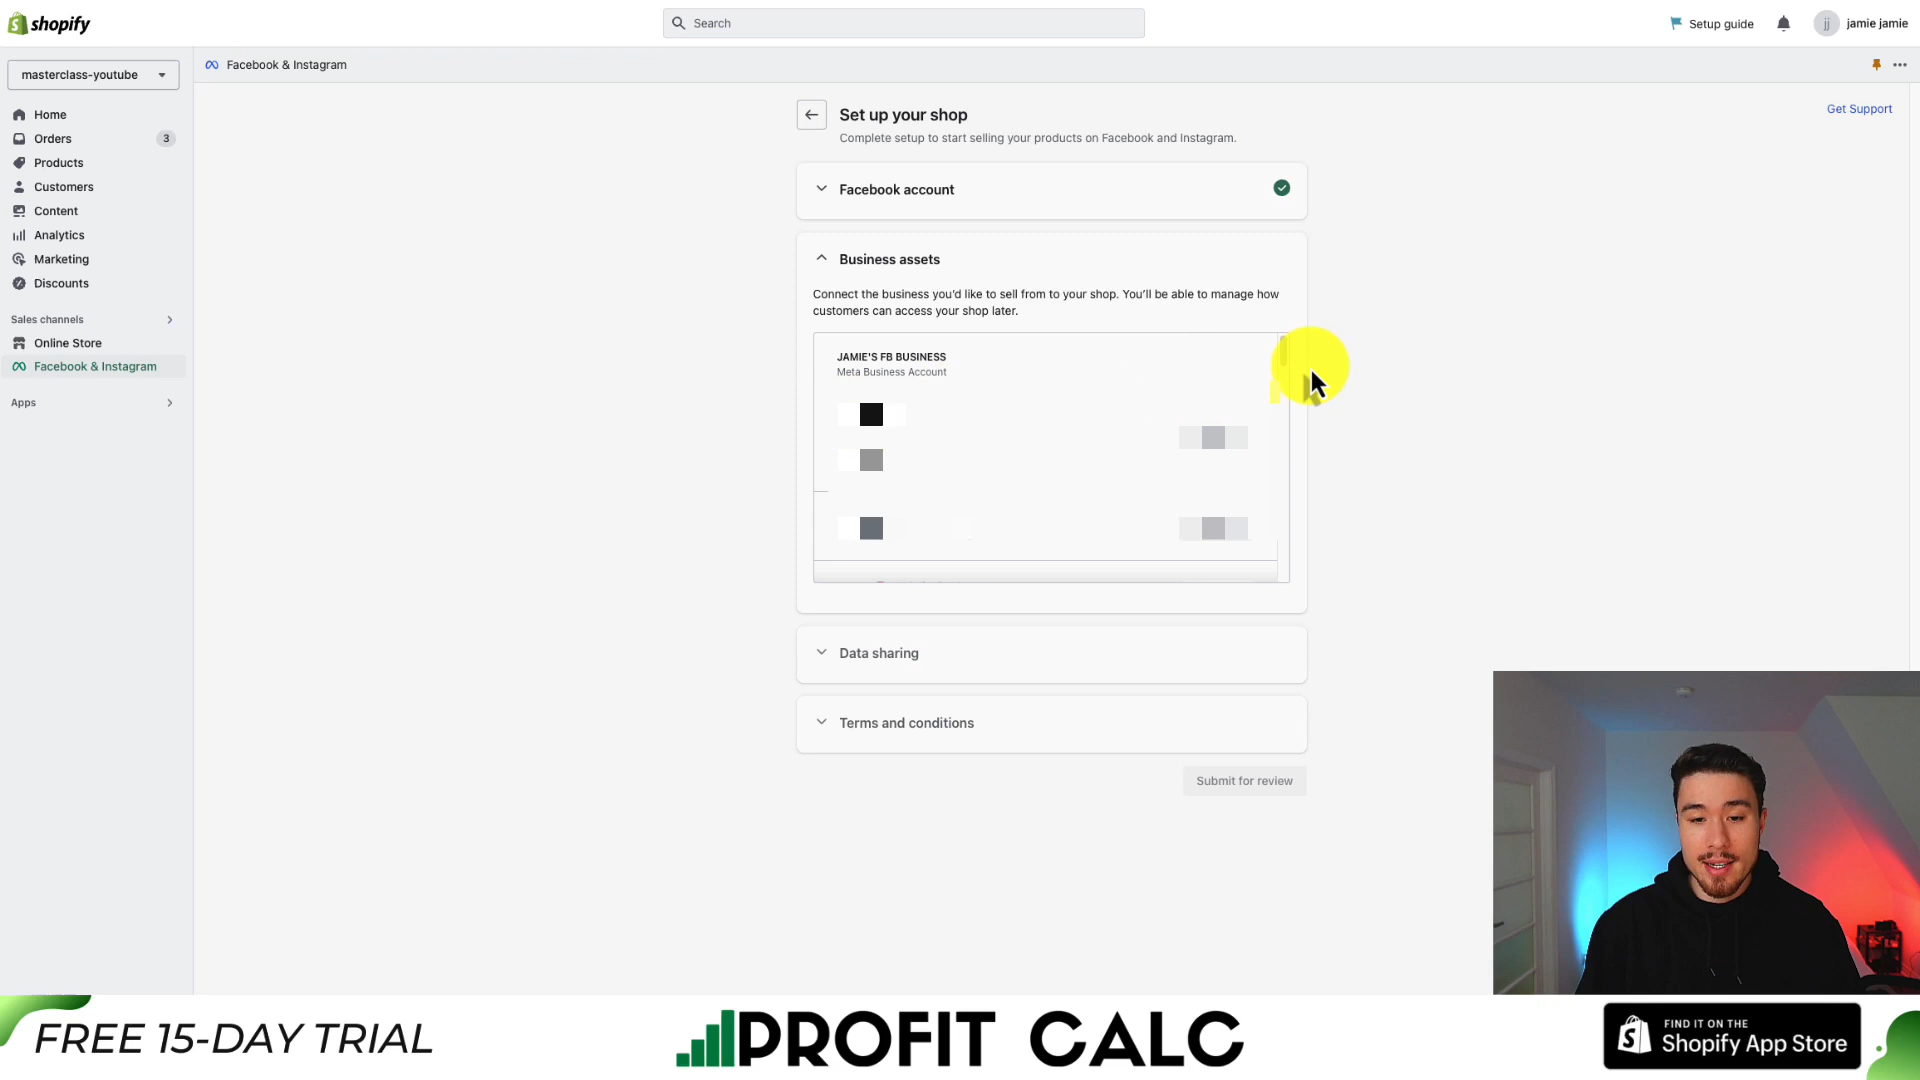 shopify
Search
Setup guide
jj
jamie jamie
masterclass-youtube
Facebook & Instagram
Home
Orders
3
Products
Customers
Content
Analytics
Marketing
Discounts
Sales channels
Online Store
Facebook & Instagram
Apps
Get Support
Set up your shop
Complete setup to start selling your products on Facebook and Instagram.
Facebook account
Business assets
Connect the business you'd like to sell from to your shop. You'll be able to manage how
customers can access your shop later.
JAMIE'S FB BUSINESS
Meta Business Account
Data sharing
Terms and conditions
Submit for review
FREE 15-DAY TRIAL
PROFIT CALC
FIND IT ON THE
Shopify App Store